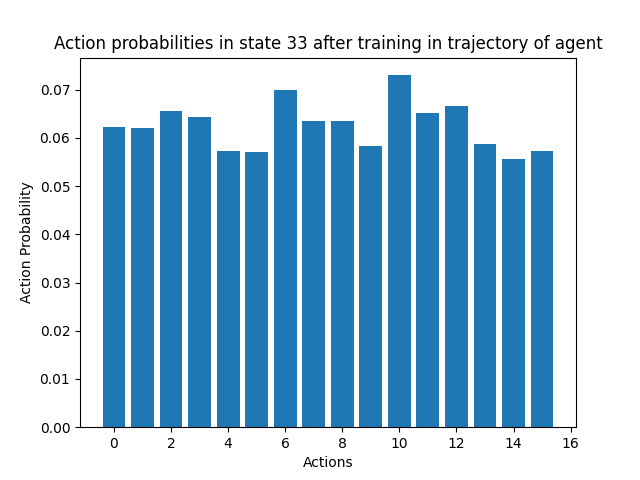 Action probabilities in state 33 after training in trajectory of agent
0.07
0.06
0.05
0.04
0.03
0.02
0.01
0.00
Action Probability
0 2 4 6 8 10 12 14 16
Actions